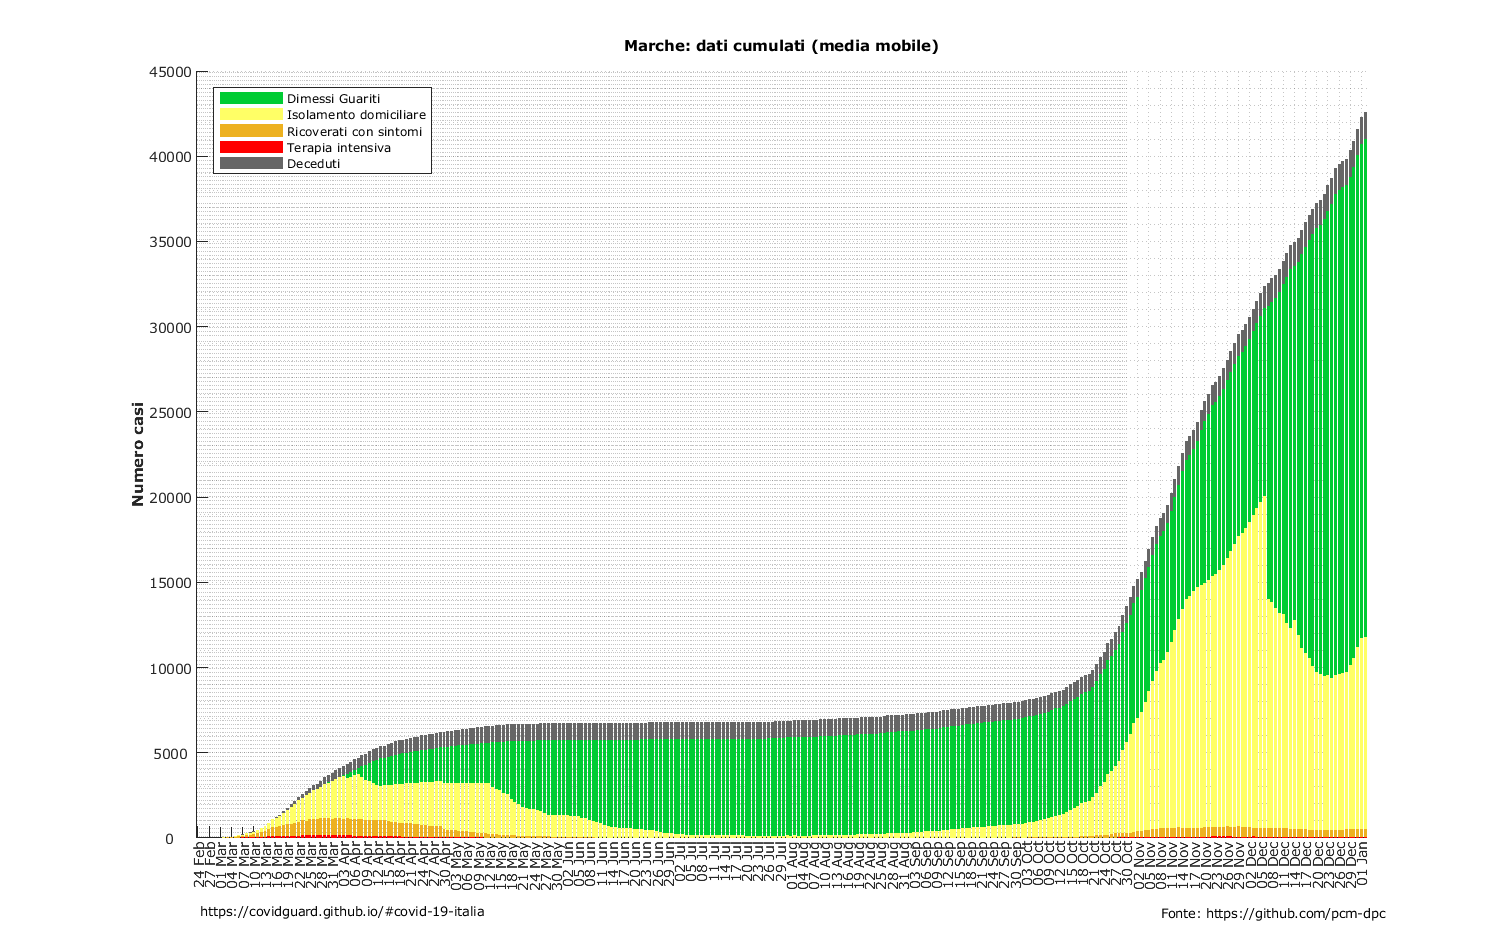 Marche: dati cumulati (media mobile)
Numero casi
45000
40000
35000
30000
25000
20000
15000
10000
5000
0
Dimessi Guariti
Isolamento domiciliare
Ricoverati con sintomi
Terapia intensiva
Deceduti
24 Feb
27 Feb
01 Mar
04 Mar
07 Mar
10 Mar
13 Mar
16 Mar
19 Mar
22 Mar
25 Mar
28 Mar
31 Mar
03 Apr
06 Apr
09 Apr
12 Apr
15 Apr
18 Apr
21 Apr
24 Apr
27 Apr
30 Apr
03 May
06 May
09 May
12 May
15 May
18 May
21 May
24 May
27 May
30 May
02 Jun
05 Jun
08 Jun
11 Jun
14 Jun
17 Jun
20 Jun
23 Jun
26 Jun
29 Jun
02 Jul
05 Jul
08 Jul
11 Jul
14 Jul
17 Jul
20 Jul
23 Jul
26 Jul
29 Jul
01 Aug
04 Aug
07 Aug
10 Aug
13 Aug
16 Aug
19 Aug
22 Aug
25 Aug
28 Aug
31 Aug
03 Sep
06 Sep
09 Sep
12 Sep
15 Sep
18 Sep
21 Sep
24 Sep
27 Sep
30 Sep
03 Oct
06 Oct
09 Oct
12 Oct
15 Oct
18 Oct
21 Oct
24 Oct
27 Oct
30 Oct
02 Nov
05 Nov
08 Nov
11 Nov
14 Nov
17 Nov
20 Nov
23 Nov
26 Nov
29 Nov
02 Dec
05 Dec
08 Dec
11 Dec
14 Dec
17 Dec
20 Dec
23 Dec
26 Dec
29 Dec
01 Jan
https://covidguard.github.io/#covid-19-italia
Fonte: https://github.com/pcm-dpc